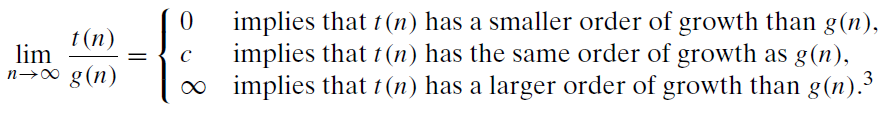 0 implies that t(n) has a smaller order of growth than g(n),
lim n→∞ t(n)/g(n) = { c implies that t(n) has the same order of growth as g(n),
∞ implies that t(n) has a larger order of growth than g(n).³